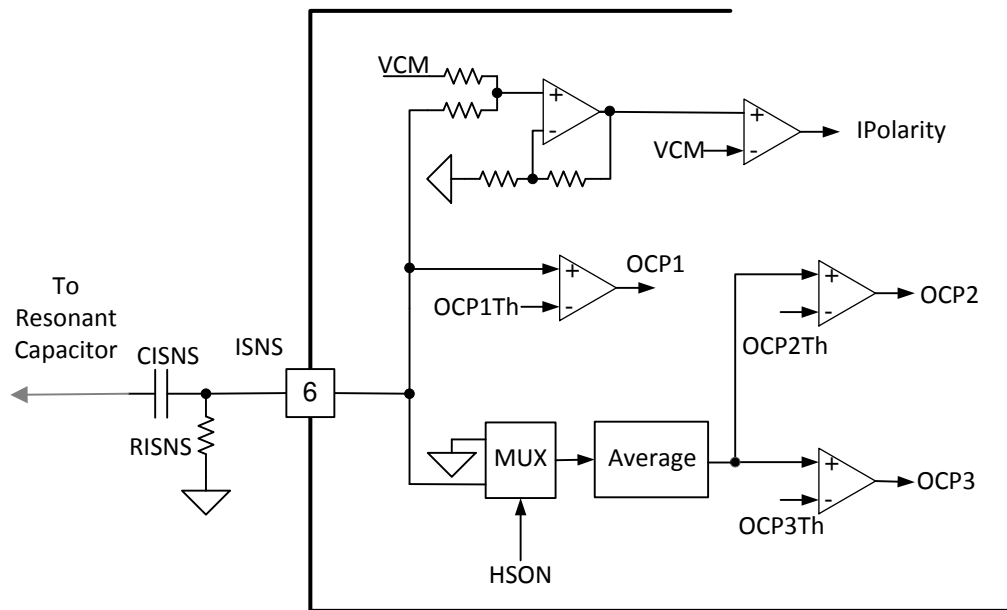 VCM
+
-
+
VCM
-
IPolarity
+
OCP1
OCP1Th
-
+
OCP2
-
OCP2Th
To
Resonant
Capacitor
CISNS
ISNS
6
RISNS
MUX
Average
+
OCP3
-
OCP3Th
HSON